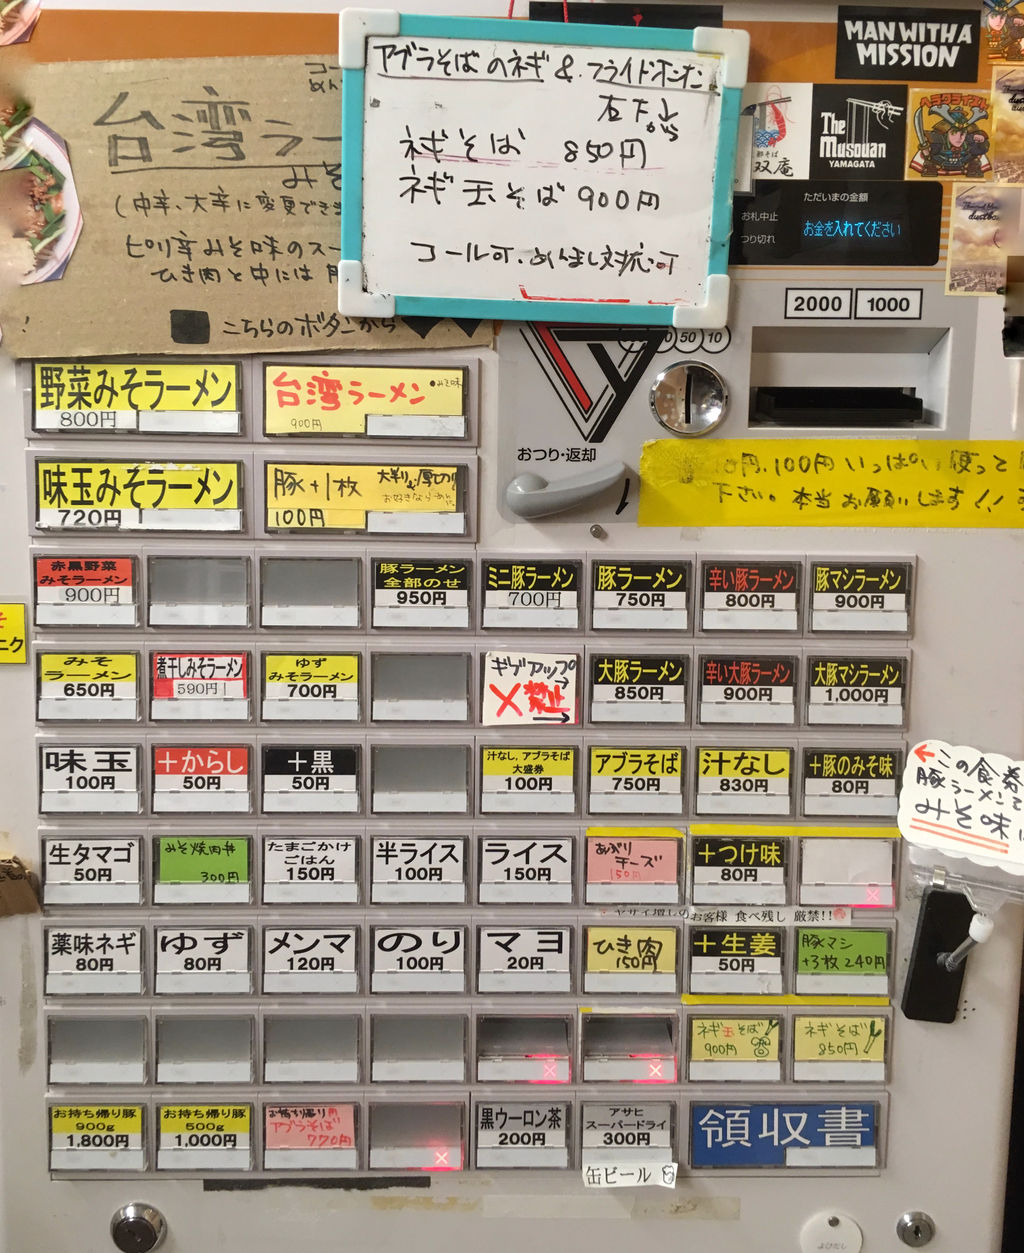 アブラそばのネギ & フライドオニオン
右下から↓
ネギそば 850円
ネギ玉そば 900円
コール可、めんまし対応可
台湾ラー
みそ
(中辛、大辛に変更でき
ピリ辛みそ味のスー
ひき肉と中には
こちらのボタンから
MAN WITH A
MISSION
双庵
The
Musouan
YAMAGATA
ヘラクライスト
ただいまの金額
お札中止
つり切れ
お金を入れてください
2000 1000
50 10
おつり・返却
円、100円いっぱい使って
下さい。本当お願いします!!
野菜みそラーメン
800円
台湾ラーメン
●みそ味
900円
味玉みそラーメン
720円
豚+1枚
大判&厚切り!
100円
赤黒野菜
みそラーメン
900円
豚ラーメン
全部のせ
950円
ミニ豚ラーメン
700円
豚ラーメン
750円
辛い豚ラーメン
800円
豚マシラーメン
900円
みそ
ラーメン
650円
煮干しみそラーメン
590円
ゆず
みそラーメン
700円
ギブアップ
×禁止
大豚ラーメン
850円
辛い大豚ラーメン
900円
大豚マシラーメン
1,000円
味玉
100円
+からし
50円
+黒
50円
汁なし、アブラそば
大盛券
100円
アブラそば
750円
汁なし
830円
+豚のみそ味
80円
←この食券
豚ラーメンで
みそ味に
生タマゴ
50円
みそ焼肉丼
300円
たまごかけ
ごはん
150円
半ライス
100円
ライス
150円
あぶり
チーズ
150円
+つけ味
80円
ヤサイ増しのお客様 食べ残し 厳禁!!
薬味ネギ
80円
ゆず
80円
メンマ
120円
のり
100円
マヨ
20円
ひき肉
150円
+生姜
50円
豚マシ
+3枚 240円
ネギ玉そば
900円
ネギそば
850円
お持ち帰り豚
900g
1,800円
お持ち帰り豚
500g
1,000円
お持ち帰り用
アブラそば
770円
黒ウーロン茶
200円
アサヒ
スーパードライ
300円
缶ビール
領収書